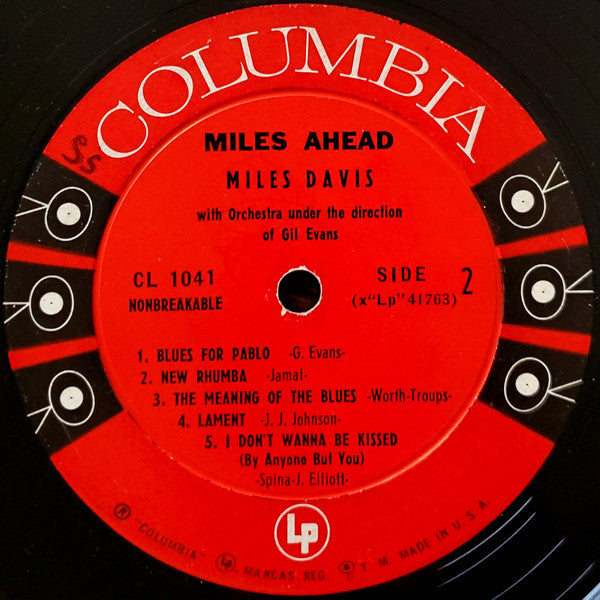 COLUMBIA
Ss
MILES AHEAD
MILES DAVIS
with Orchestra under the direction
of Gil Evans
CL 1041 SIDE 2
NONBREAKABLE (x"Lp"41763)
1. BLUES FOR PABLO -G. Evans-
2. NEW RHUMBA -Jamal-
3. THE MEANING OF THE BLUES -Worth-Troups-
4. LAMENT -J. J. Johnson-
5. I DON'T WANNA BE KISSED
(By Anyone But You)
-Spina-J. Elliott-
Lp
® "COLUMBIA" Lp MARCAS REG. T M MADE IN U.S.A.